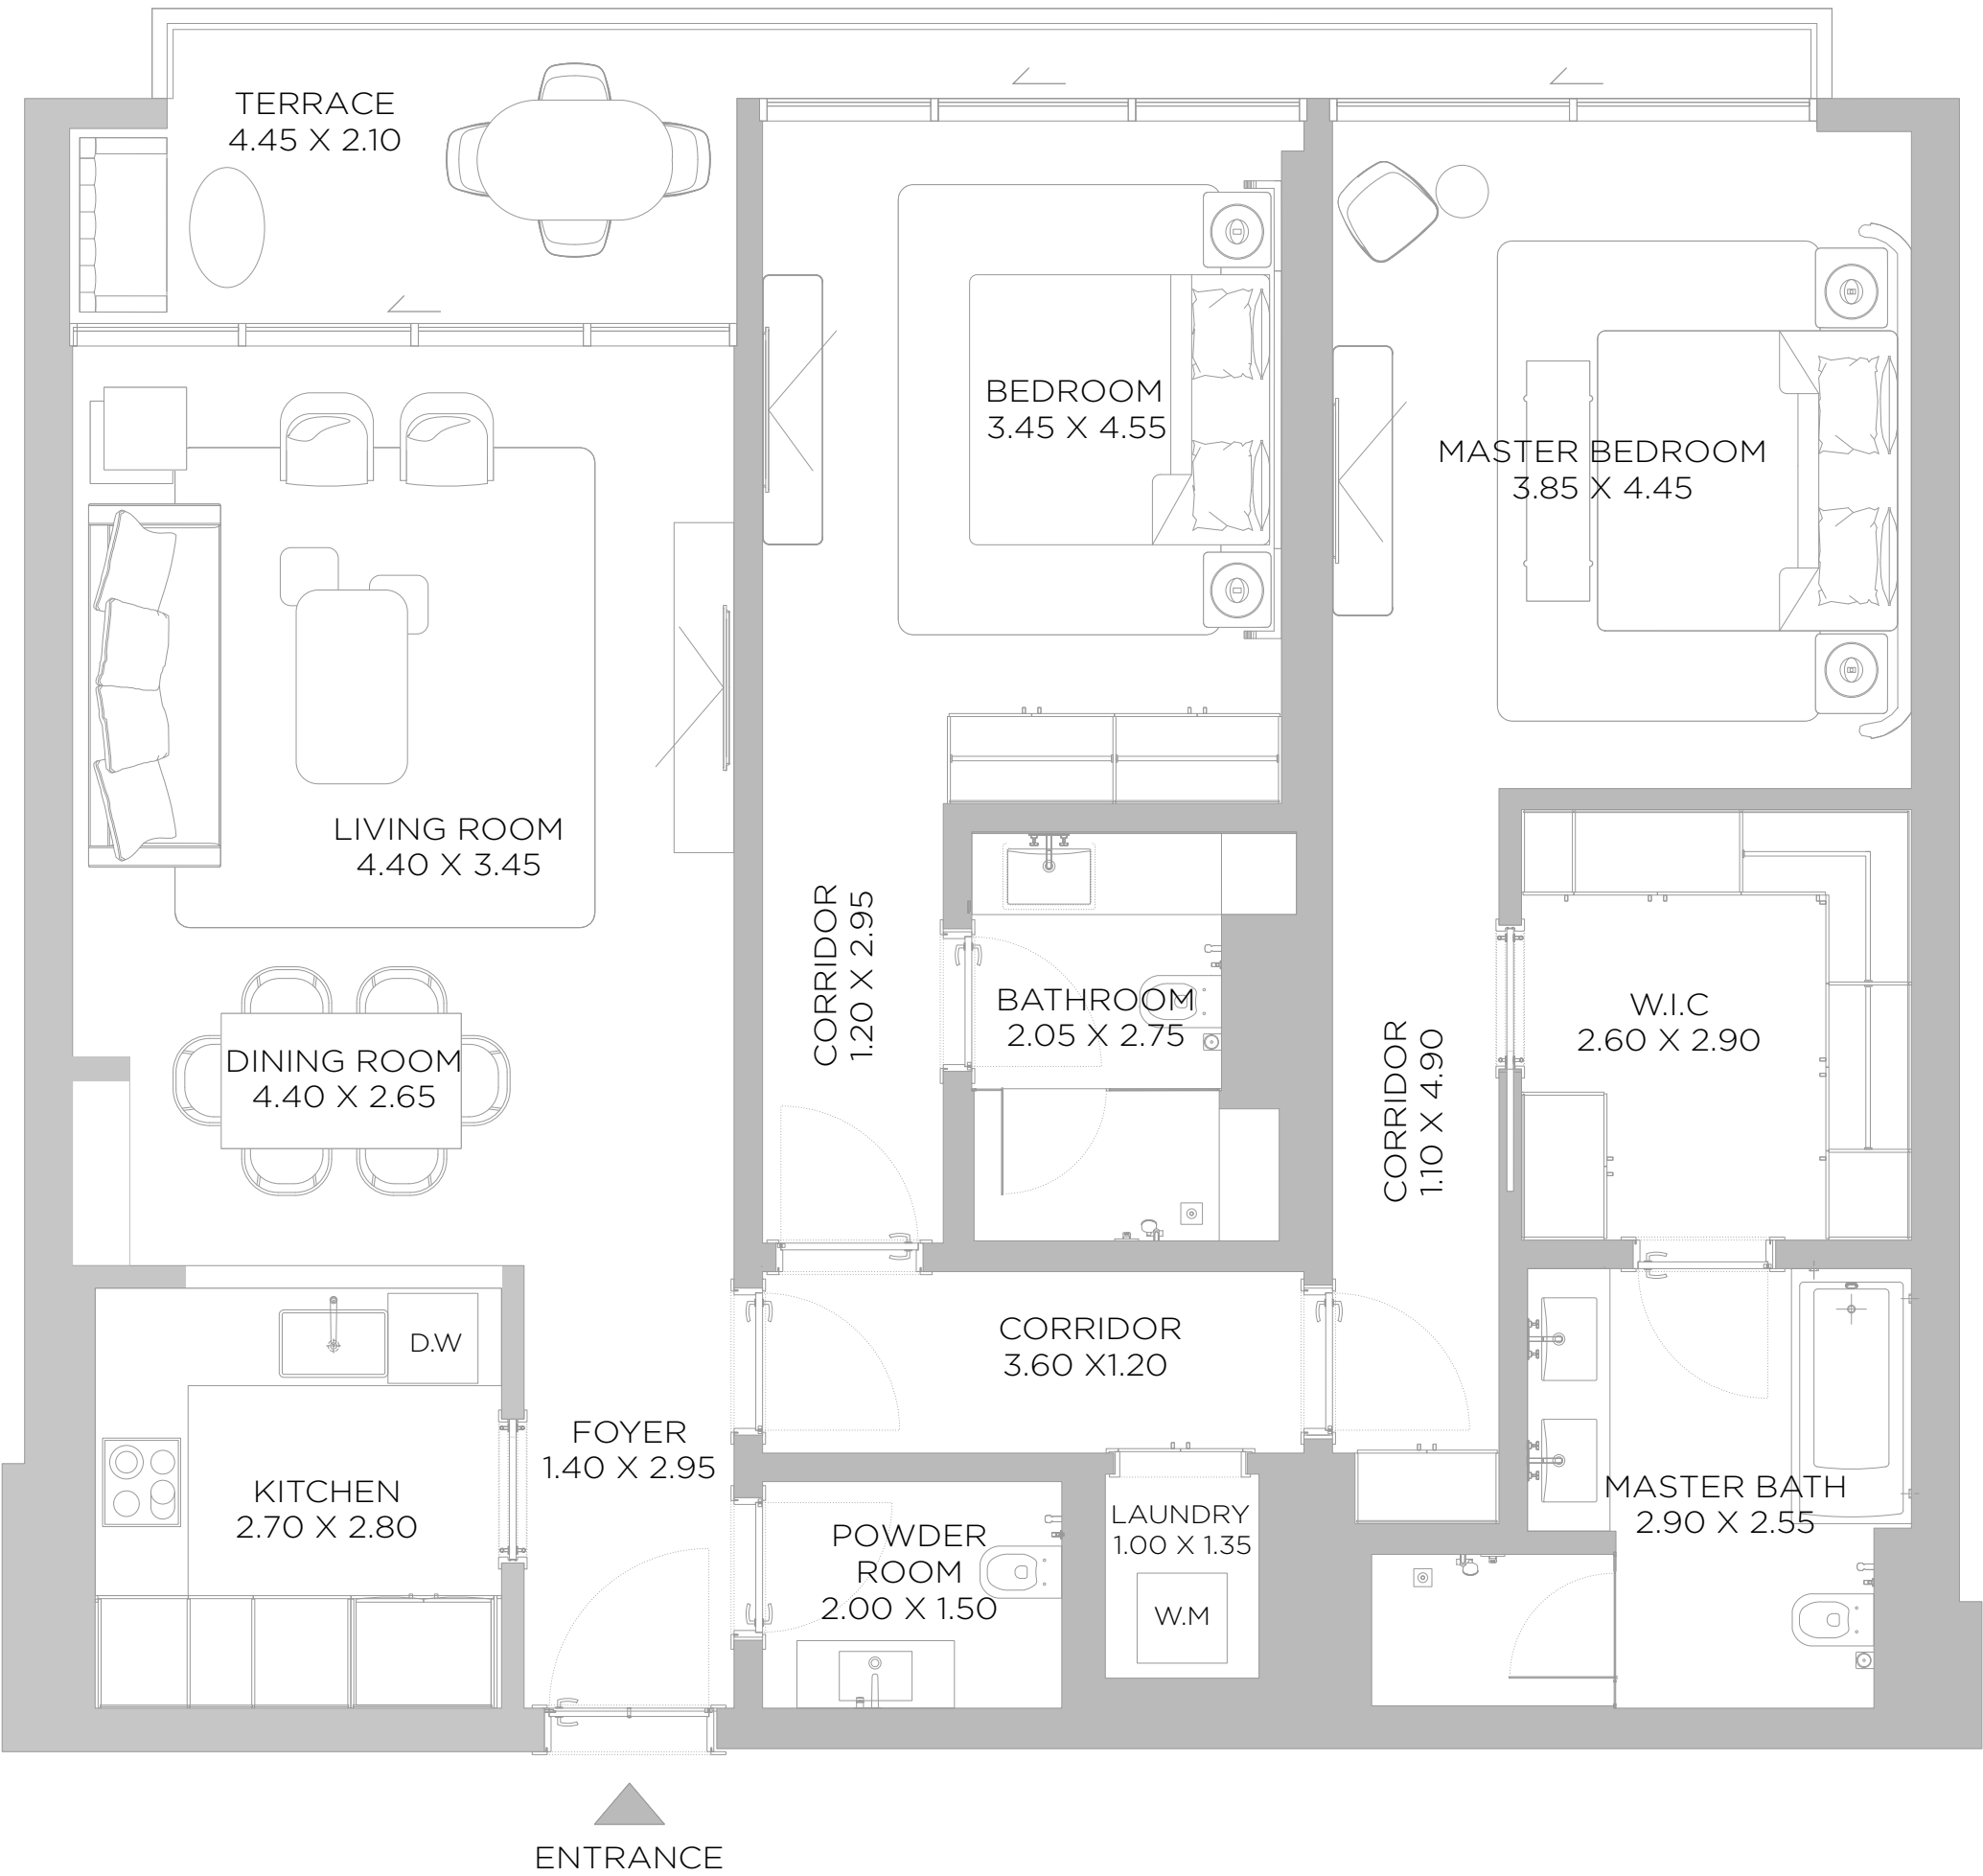 TERRACE
4.45 X 2.10
BEDROOM
3.45 X 4.55
MASTER BEDROOM
3.85 X 4.45
LIVING ROOM
4.40 X 3.45
CORRIDOR
1.20 X 2.95
BATHROOM
2.05 X 2.75
W.I.C
2.60 X 2.90
DINING ROOM
4.40 X 2.65
CORRIDOR
1.10 X 4.90
D.W
CORRIDOR
3.60 X1.20
FOYER
1.40 X 2.95
KITCHEN
2.70 X 2.80
POWDER
ROOM
2.00 X 1.50
LAUNDRY
1.00 X 1.35
W.M
MASTER BATH
2.90 X 2.55
ENTRANCE